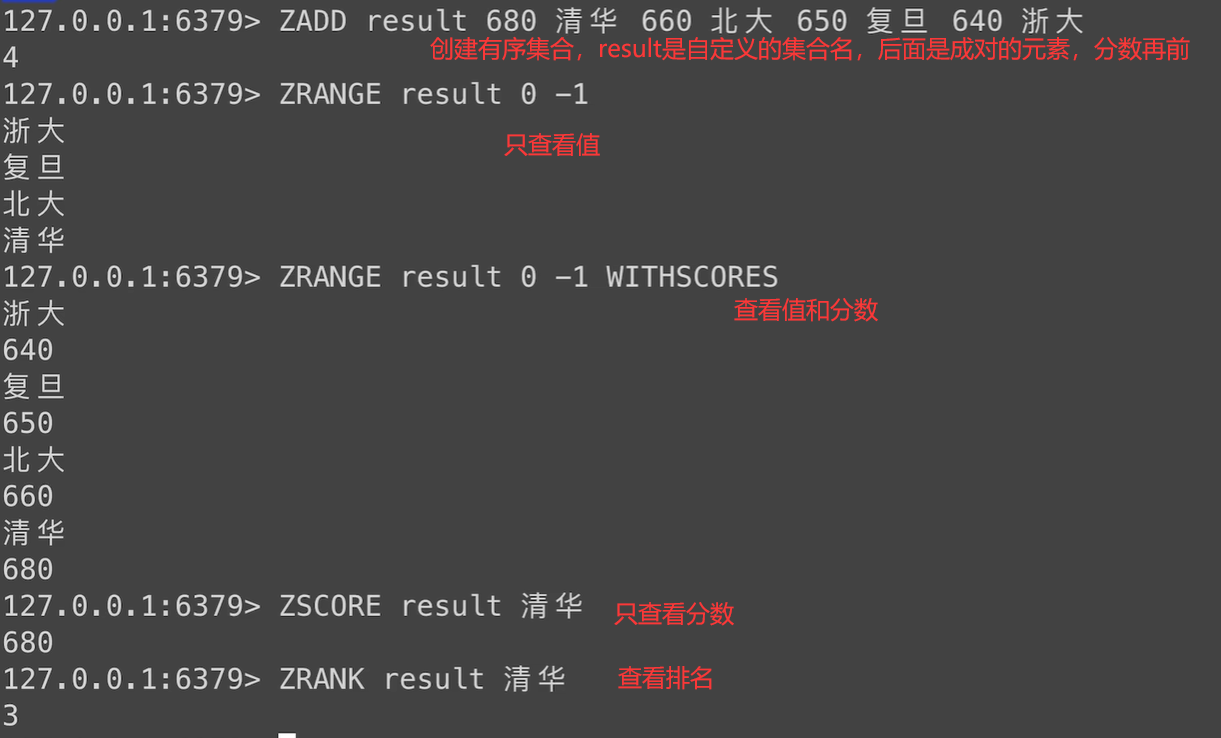 127.0.0.1:6379> ZADD result 680 清华 660 北大 650 复旦 640 浙大
创建有序集合，result是自定义的集合名，后面是成对的元素，分数再前
4
127.0.0.1:6379> ZRANGE result 0 -1
浙大
只查看值
复旦
北大
清华
127.0.0.1:6379> ZRANGE result 0 -1 WITHSCORES
浙大
查看值和分数
640
复旦
650
北大
660
清华
680
127.0.0.1:6379> ZSCORE result 清华 只查看分数
680
127.0.0.1:6379> ZRANK result 清华 查看排名
3